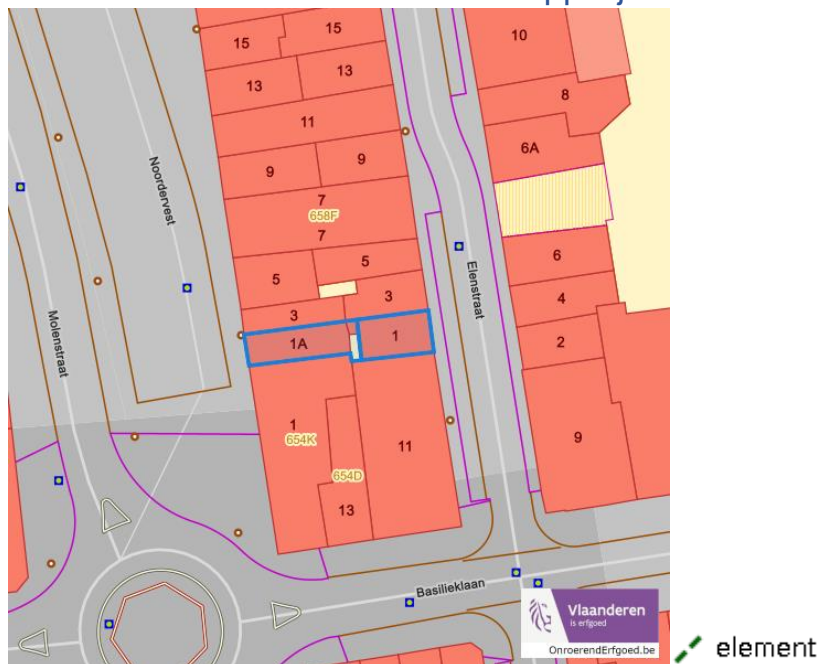 15
15
10
13
13
8
11
6A
9
9
7
658F
7
6
5
5
4
3
3
2
1A
1
1
654K
11
9
654D
13
Noordervest
Molenstraat
Elenstraat
Basilieklaan
Vlaanderen
is erfgoed
OnroerendErfgoed.be
element